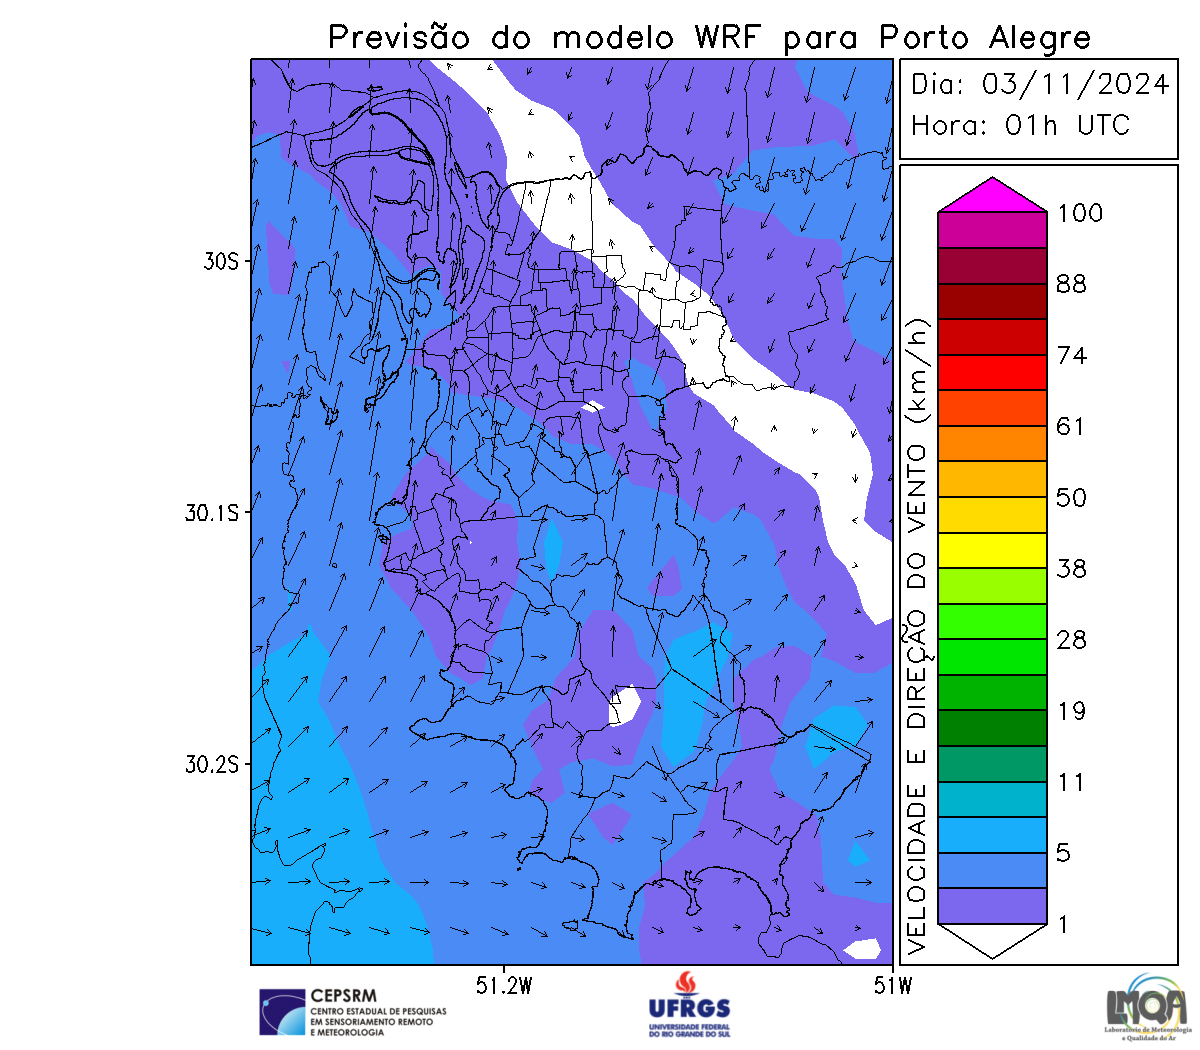 Previsão do modelo WRF para Porto Alegre
Dia: 03/11/2024
Hora: 01h UTC
30S
30.1S
30.2S
51.2W
51W
VELOCIDADE E DIREÇÃO DO VENTO (km/h)
100
88
74
61
50
38
28
19
11
5
1
CEPSRM
CENTRO ESTADUAL DE PESQUISAS
EM SENSORIAMENTO REMOTO
E METEOROLOGIA
UFRGS
UNIVERSIDADE FEDERAL
DO RIO GRANDE DO SUL
LMQA
Laboratório de Meteorologia
e Qualidade do Ar